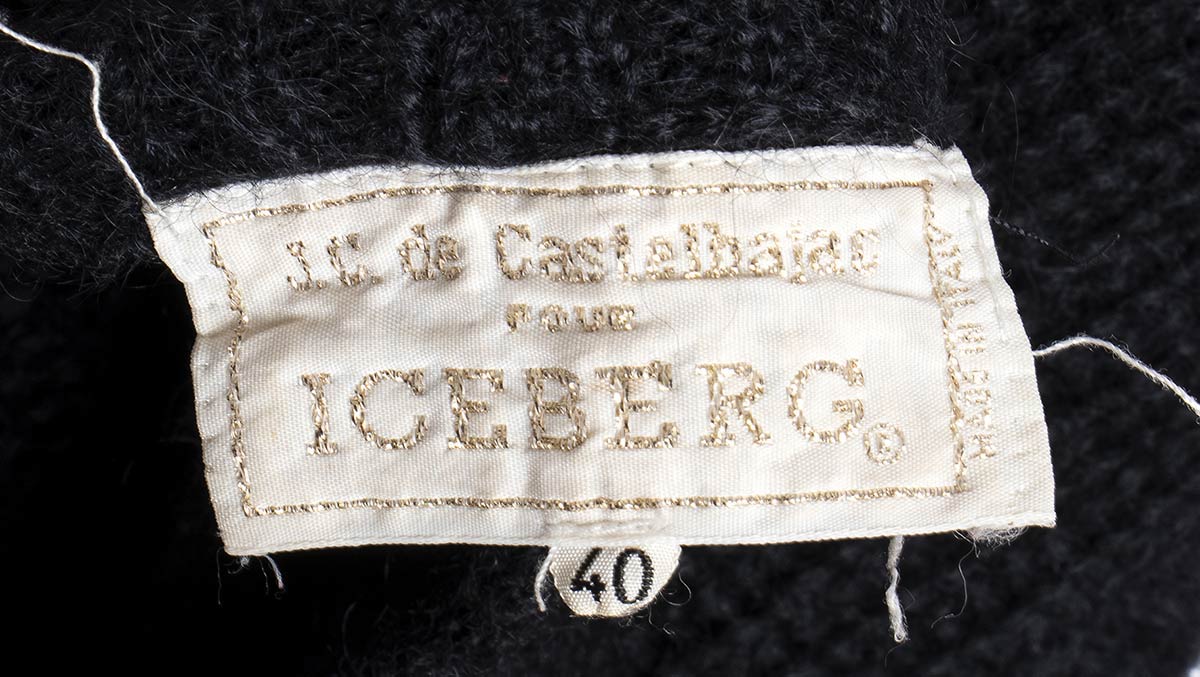 J.C. de Castelbajac
POUR
ICEBERG®
MADE IN ITALY
40